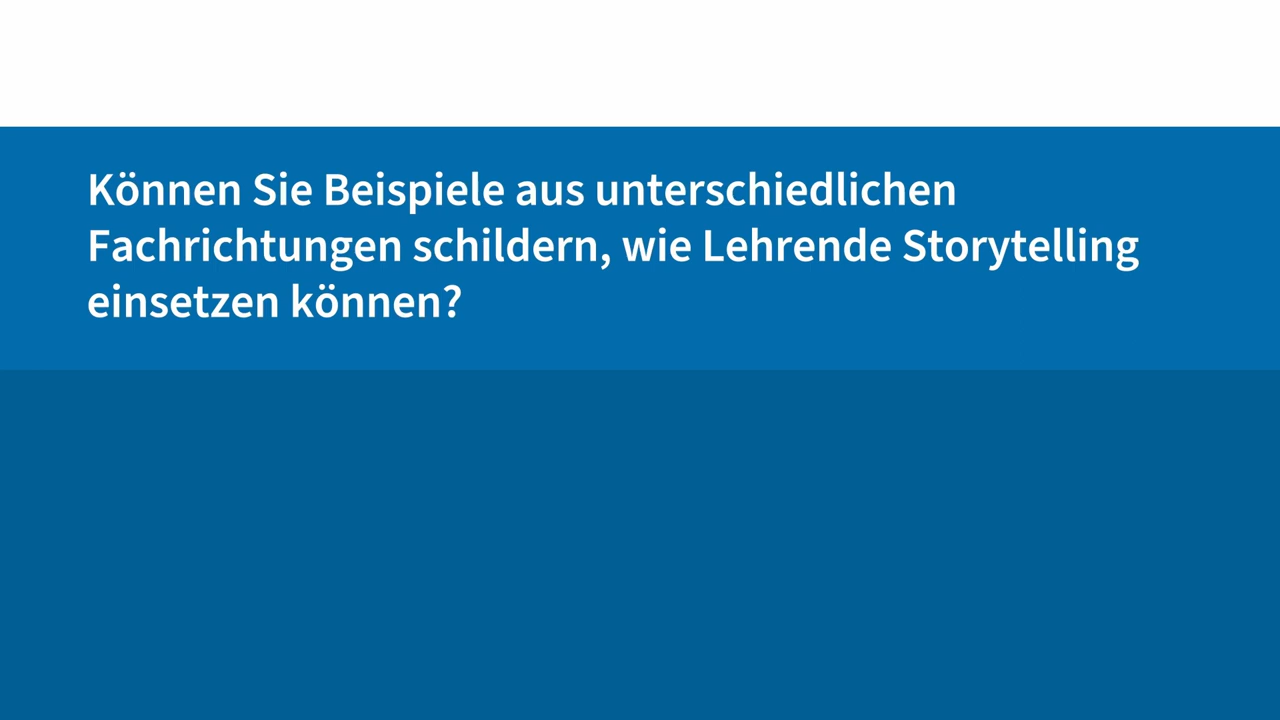 Können Sie Beispiele aus unterschiedlichen
Fachrichtungen schildern, wie Lehrende Storytelling
einsetzen können?